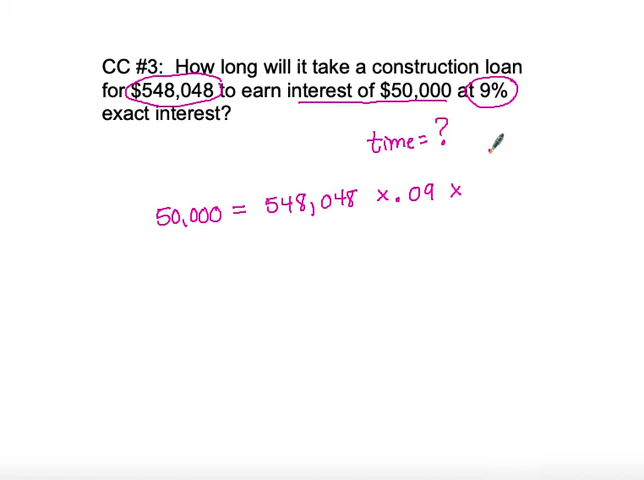 CC #3: How long will it take a construction loan
for $548,048 to earn interest of $50,000 at 9%
exact interest?
time = ?
50,000 = 548,048 x .09 x